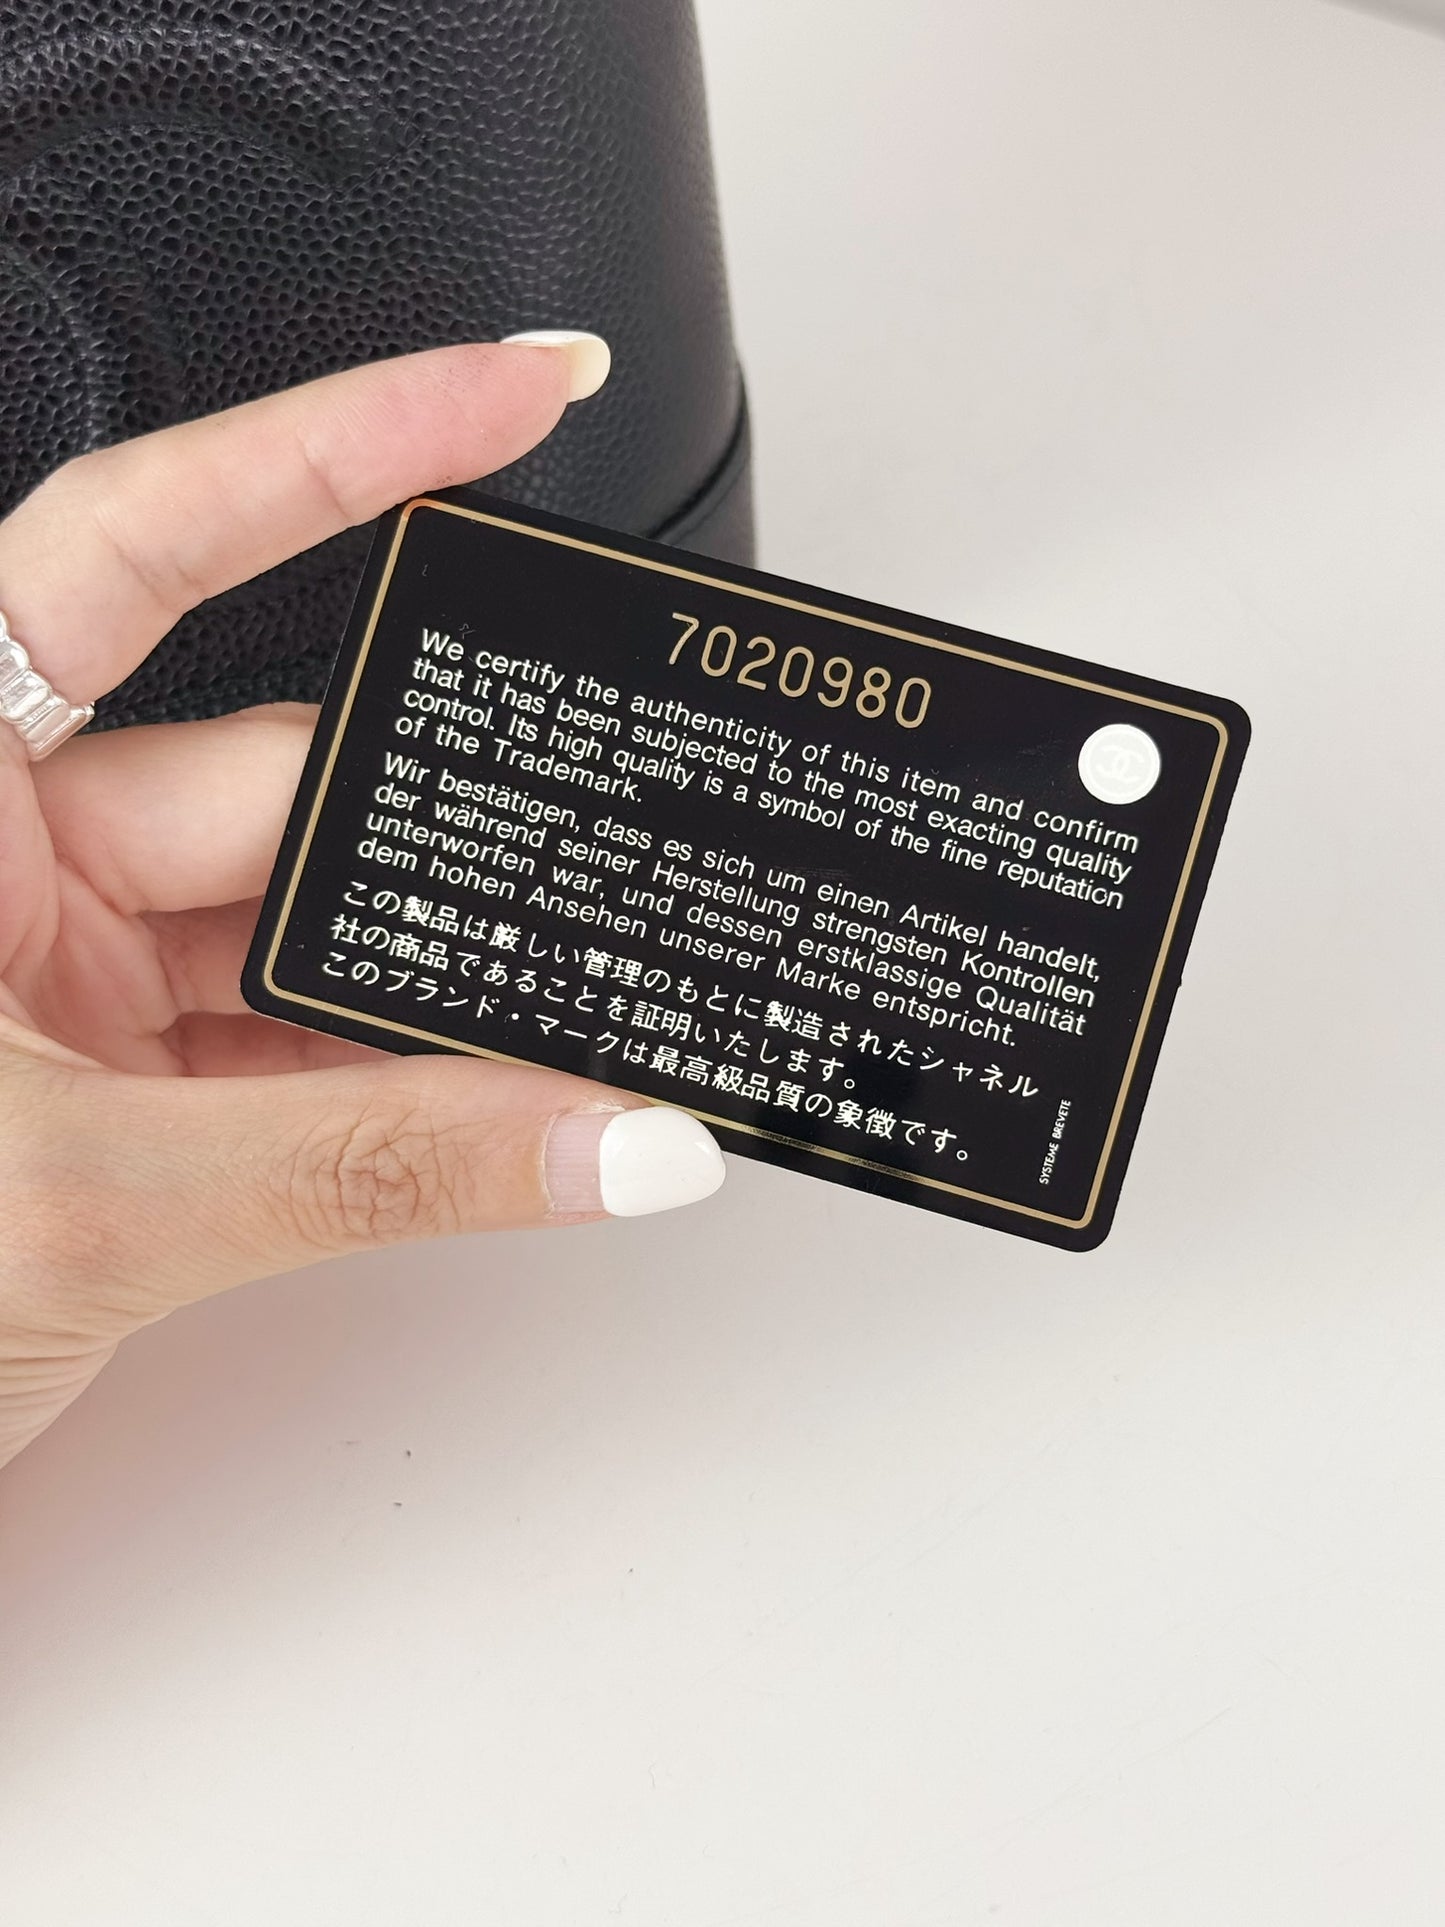 7020980
We certify the authenticity of this item and confirm
that it has been subjected to the most exacting quality
control. Its high quality is a symbol of the fine reputation
of the Trademark.
Wir bestätigen, dass es sich um einen Artikel handelt,
der während seiner Herstellung strengsten Kontrollen
unterworfen war, und dessen erstklassige Qualität
dem hohen Ansehen unserer Marke entspricht.
この製品は厳しい管理のもとに製造されたシャネル
社の商品であることを証明いたします。
このブランド・マークは最高級品質の象徴です。
SYSTEME BREVETE